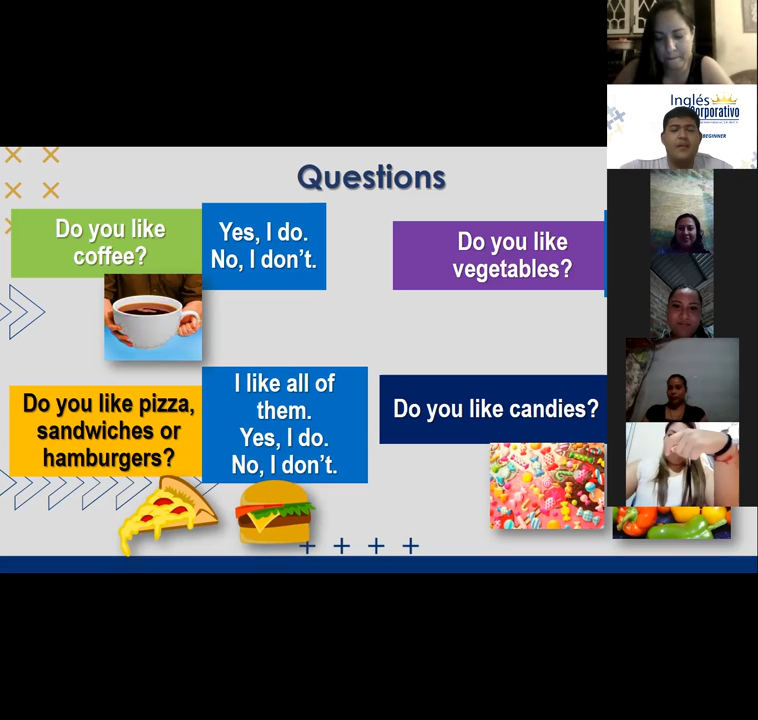 Questions
Do you like
coffee?
Yes, I do.
No, I don't.
Do you like
vegetables?
Do you like pizza,
sandwiches or
hamburgers?
I like all of
them.
Yes, I do.
No, I don't.
Do you like candies?
Inglés
Corporativo
BEGINNER